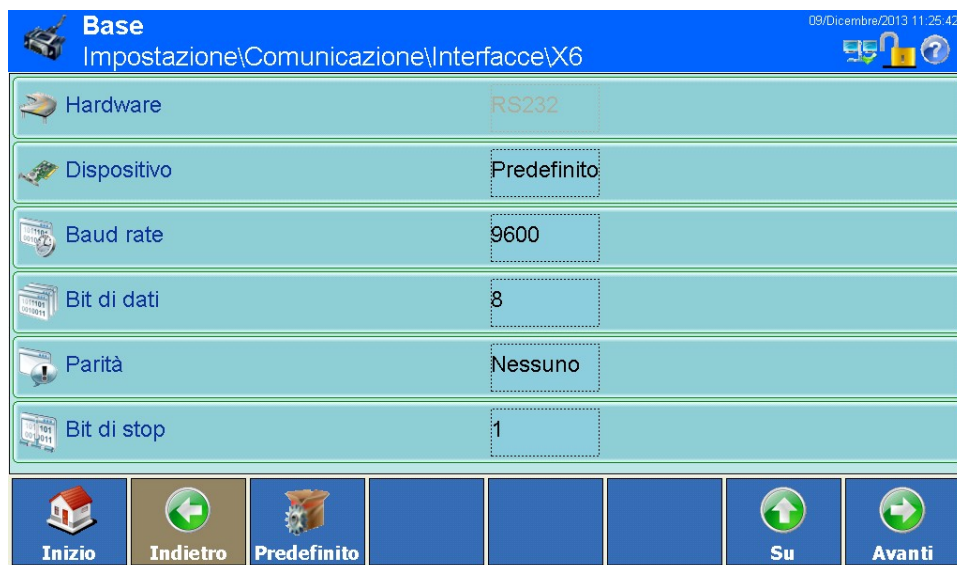 Base
09/Dicembre/2013 11:25:42
Impostazione\Comunicazione\Interfacce\X6
Hardware RS232
Dispositivo Predefinito
Baud rate 9600
Bit di dati 8
Parità Nessuno
Bit di stop 1
Inizio Indietro Predefinito Su Avanti